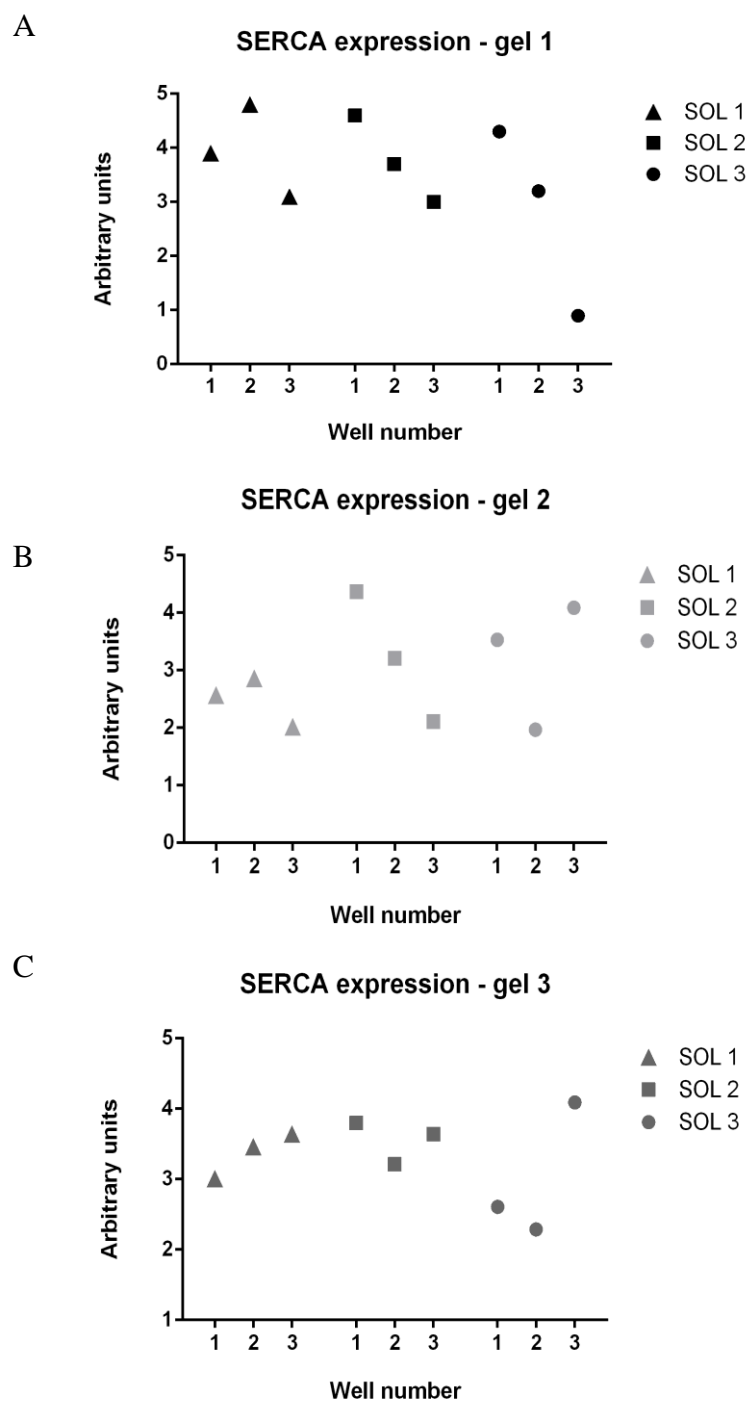 A
SERCA expression - gel 1
5
4
3
2
1
0
Arbitrary units
1 2 3 1 2 3 1 2 3
Well number
SOL 1
SOL 2
SOL 3
B
SERCA expression - gel 2
5
4
3
2
1
0
Arbitrary units
1 2 3 1 2 3 1 2 3
Well number
SOL 1
SOL 2
SOL 3
C
SERCA expression - gel 3
5
4
3
2
1
Arbitrary units
1 2 3 1 2 3 1 2 3
Well number
SOL 1
SOL 2
SOL 3